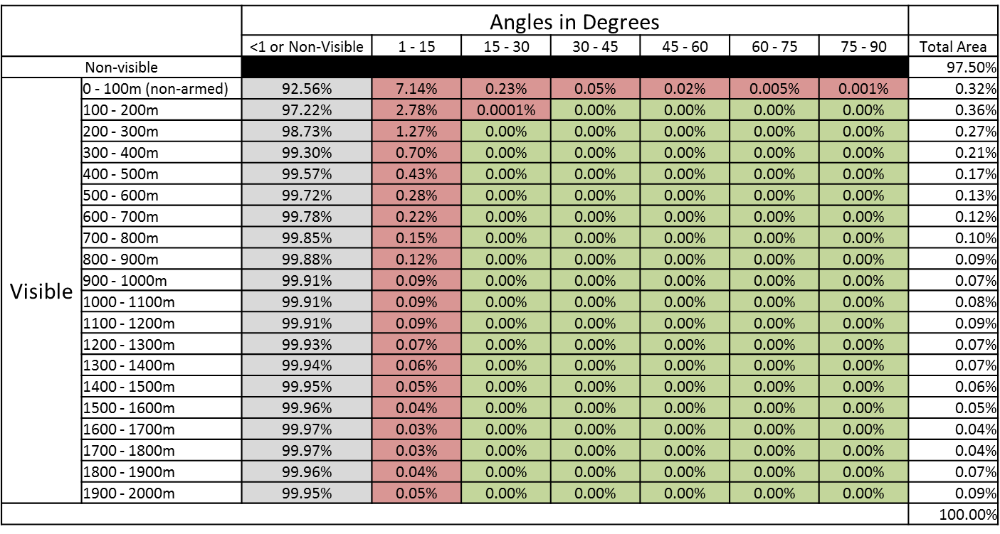 Angles in Degrees
<1 or Non-Visible 1 - 15 15 - 30 30 - 45 45 - 60 60 - 75 75 - 90 Total Area
Non-visible 97.50%
0 - 100m (non-armed) 92.56% 7.14% 0.23% 0.05% 0.02% 0.005% 0.001% 0.32%
100 - 200m 97.22% 2.78% 0.0001% 0.00% 0.00% 0.00% 0.00% 0.36%
200 - 300m 98.73% 1.27% 0.00% 0.00% 0.00% 0.00% 0.00% 0.27%
300 - 400m 99.30% 0.70% 0.00% 0.00% 0.00% 0.00% 0.00% 0.21%
400 - 500m 99.57% 0.43% 0.00% 0.00% 0.00% 0.00% 0.00% 0.17%
500 - 600m 99.72% 0.28% 0.00% 0.00% 0.00% 0.00% 0.00% 0.13%
600 - 700m 99.78% 0.22% 0.00% 0.00% 0.00% 0.00% 0.00% 0.12%
700 - 800m 99.85% 0.15% 0.00% 0.00% 0.00% 0.00% 0.00% 0.10%
800 - 900m 99.88% 0.12% 0.00% 0.00% 0.00% 0.00% 0.00% 0.09%
900 - 1000m 99.91% 0.09% 0.00% 0.00% 0.00% 0.00% 0.00% 0.07%
Visible
1000 - 1100m 99.91% 0.09% 0.00% 0.00% 0.00% 0.00% 0.00% 0.08%
1100 - 1200m 99.91% 0.09% 0.00% 0.00% 0.00% 0.00% 0.00% 0.09%
1200 - 1300m 99.93% 0.07% 0.00% 0.00% 0.00% 0.00% 0.00% 0.07%
1300 - 1400m 99.94% 0.06% 0.00% 0.00% 0.00% 0.00% 0.00% 0.07%
1400 - 1500m 99.95% 0.05% 0.00% 0.00% 0.00% 0.00% 0.00% 0.06%
1500 - 1600m 99.96% 0.04% 0.00% 0.00% 0.00% 0.00% 0.00% 0.05%
1600 - 1700m 99.97% 0.03% 0.00% 0.00% 0.00% 0.00% 0.00% 0.04%
1700 - 1800m 99.97% 0.03% 0.00% 0.00% 0.00% 0.00% 0.00% 0.04%
1800 - 1900m 99.96% 0.04% 0.00% 0.00% 0.00% 0.00% 0.00% 0.07%
1900 - 2000m 99.95% 0.05% 0.00% 0.00% 0.00% 0.00% 0.00% 0.09%
100.00%